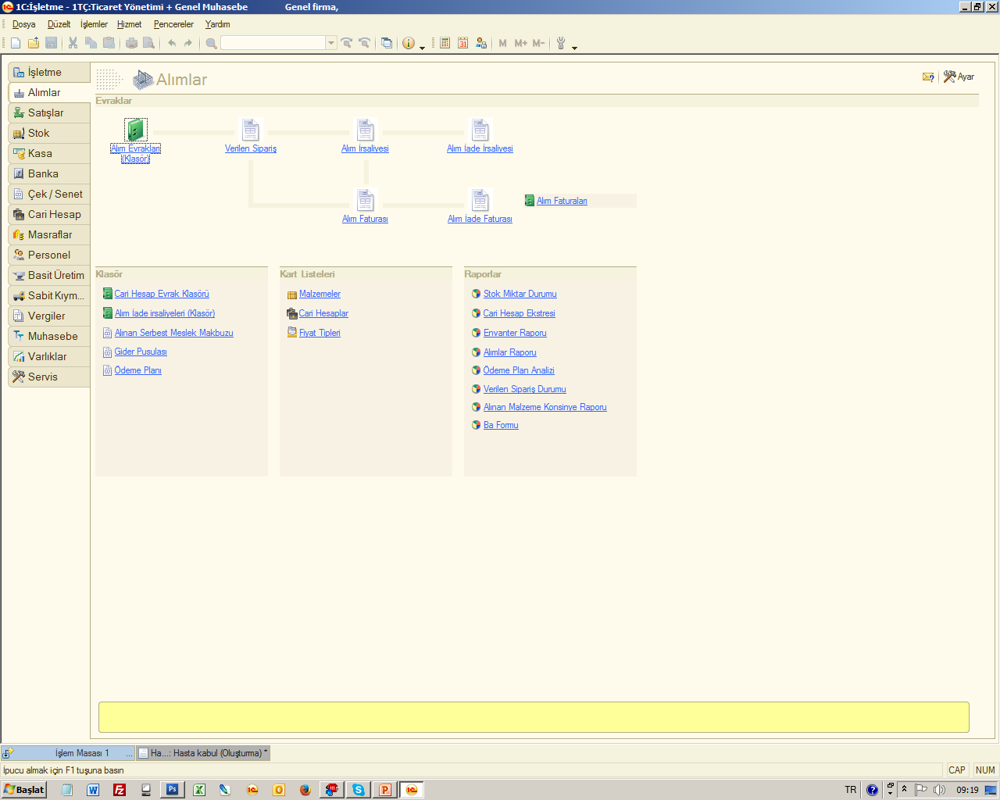 1C:İşletme - 1TÇ:Ticaret Yönetimi + Genel Muhasebe Genel firma,
Dosya Düzelt İşlemler Hizmet Pencereler Yardım
M M+ M-
İşletme
Alımlar
Satışlar
Stok
Kasa
Banka
Çek / Senet
Cari Hesap
Masraflar
Personel
Basit Üretim
Sabit Kıym...
Vergiler
Muhasebe
Varlıklar
Servis
Alımlar
Ayar
Evraklar
Alım Evrakları
(Klasör)
Verilen Sipariş
Alım İrsaliyesi
Alım İade İrsaliyesi
Alım Faturası
Alım İade Faturası
Alım Faturaları
Klasör
Cari Hesap Evrak Klasörü
Alım İade irsaliyeleri (Klasör)
Alınan Serbest Meslek Makbuzu
Gider Pusulası
Ödeme Planı
Kart Listeleri
Malzemeler
Cari Hesaplar
Fiyat Tipleri
Raporlar
Stok Miktar Durumu
Cari Hesap Ekstresi
Envanter Raporu
Alımlar Raporu
Ödeme Plan Analizi
Verilen Sipariş Durumu
Alınan Malzeme Konsinye Raporu
Ba Formu
İşlem Masası 1 ...
Ha...: Hasta kabul (Oluşturma) *
İpucu almak için F1 tuşuna basın
CAP NUM
Başlat
TR
09:19